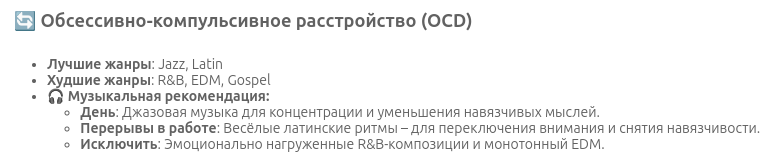 🔄 Обсессивно-компульсивное расстройство (OCD)
• Лучшие жанры: Jazz, Latin
• Худшие жанры: R&B, EDM, Gospel
• 🎧 Музыкальная рекомендация:
◦ День: Джазовая музыка для концентрации и уменьшения навязчивых мыслей.
◦ Перерывы в работе: Весёлые латинские ритмы – для переключения внимания и снятия навязчивости.
◦ Исключить: Эмоционально нагруженные R&B-композиции и монотонный EDM.